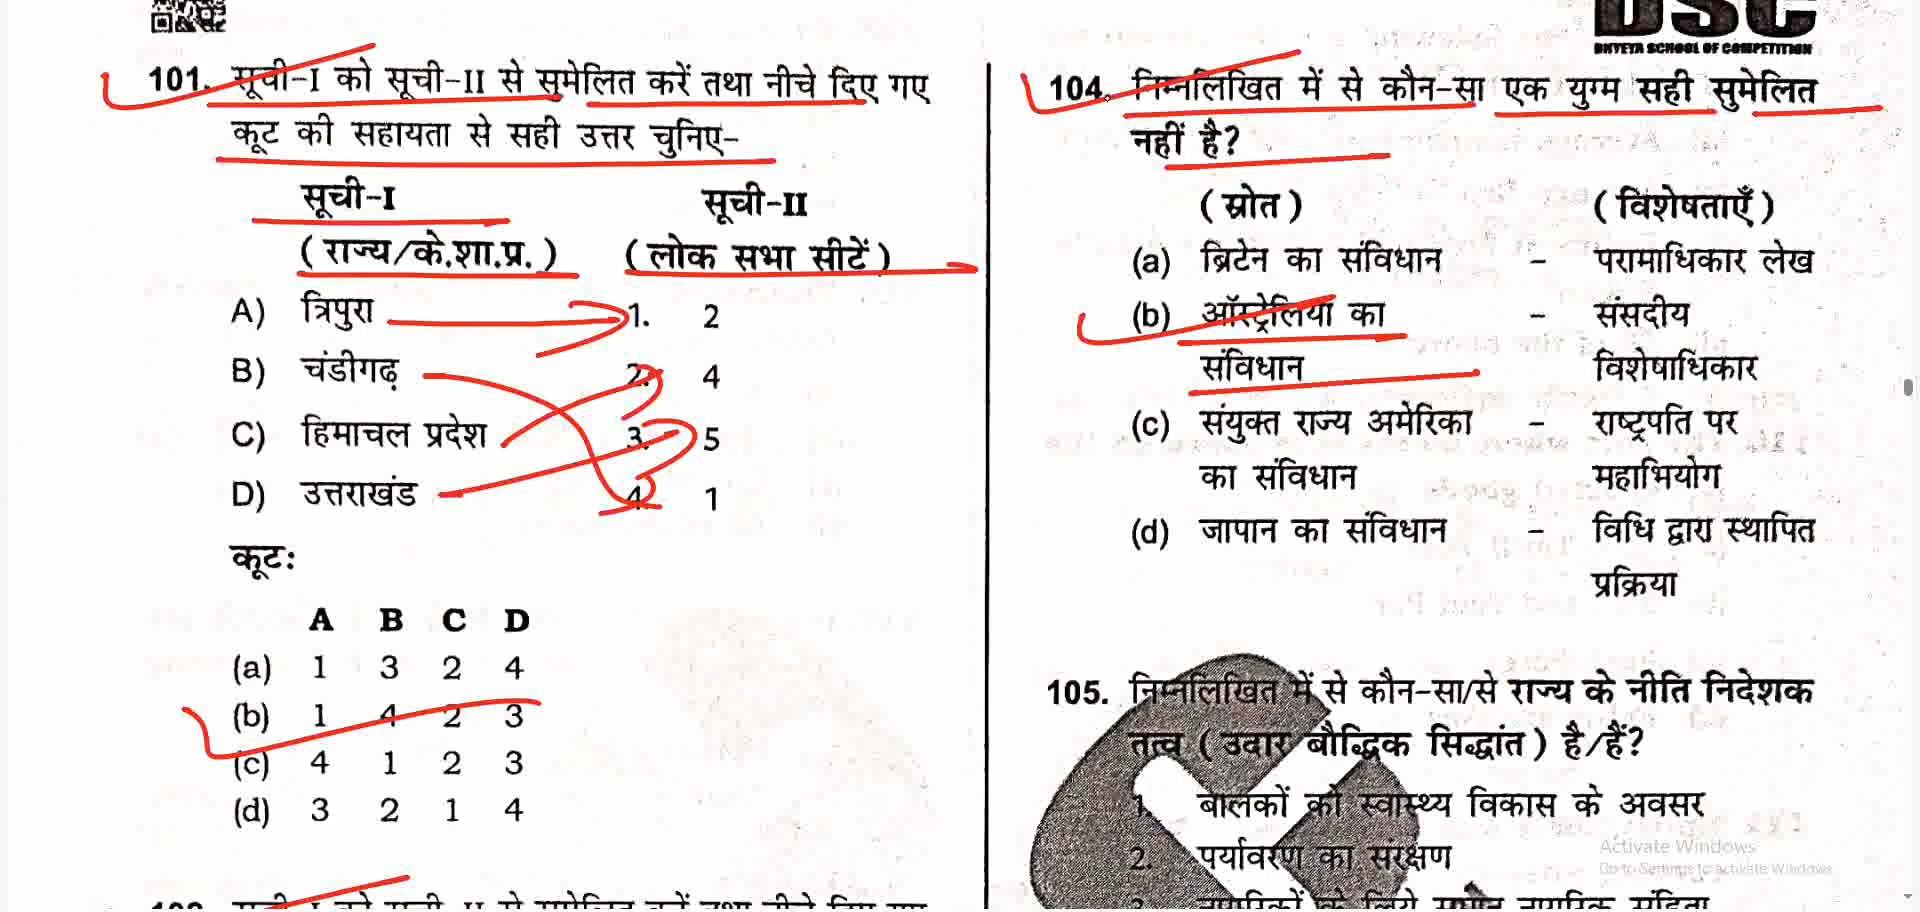 DSC
DHYEYA SCHOOL OF COMPETITION
101. सूची-I को सूची-II से सुमेलित करें तथा नीचे दिए गए
कूट की सहायता से सही उत्तर चुनिए-
सूची-I सूची-II
(राज्य/के.शा.प्र.) (लोक सभा सीटें)
A) त्रिपुरा 1. 2
B) चंडीगढ़ 2. 4
C) हिमाचल प्रदेश 3. 5
D) उत्तराखंड 4. 1
कूट:
A B C D
(a) 1 3 2 4
(b) 1 4 2 3
(c) 4 1 2 3
(d) 3 2 1 4
104. निम्नलिखित में से कौन-सा एक युग्म सही सुमेलित
नहीं है?
(स्रोत) (विशेषताएँ)
(a) ब्रिटेन का संविधान - परामाधिकार लेख
(b) ऑस्ट्रेलिया का - संसदीय
संविधान विशेषाधिकार
(c) संयुक्त राज्य अमेरिका - राष्ट्रपति पर
का संविधान महाभियोग
(d) जापान का संविधान - विधि द्वारा स्थापित
प्रक्रिया
105. निम्नलिखित में से कौन-सा/से राज्य के नीति निदेशक
तत्व (उदार बौद्धिक सिद्धांत) है/हैं?
1. बालकों को स्वास्थ्य विकास के अवसर
2. पर्यावरण का संरक्षण
Activate Windows
Go to Settings to activate Windows.